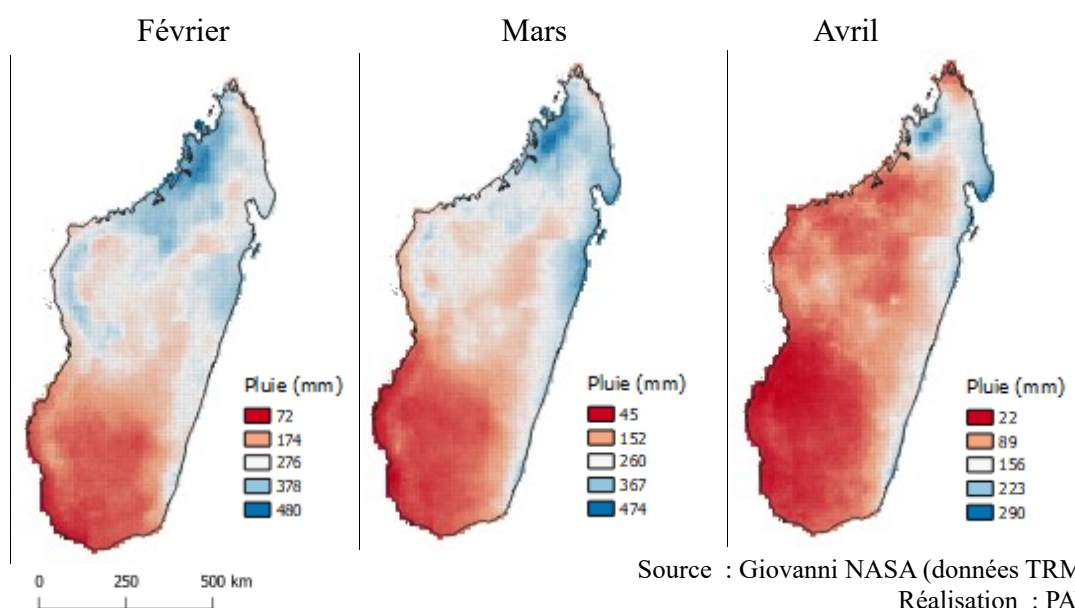 Février
Mars
Avril
Pluie (mm)
72
174
276
378
480
Pluie (mm)
45
152
260
367
474
Pluie (mm)
22
89
156
223
290
0 250 500 km
Source : Giovanni NASA (données TRM
Réalisation : PA